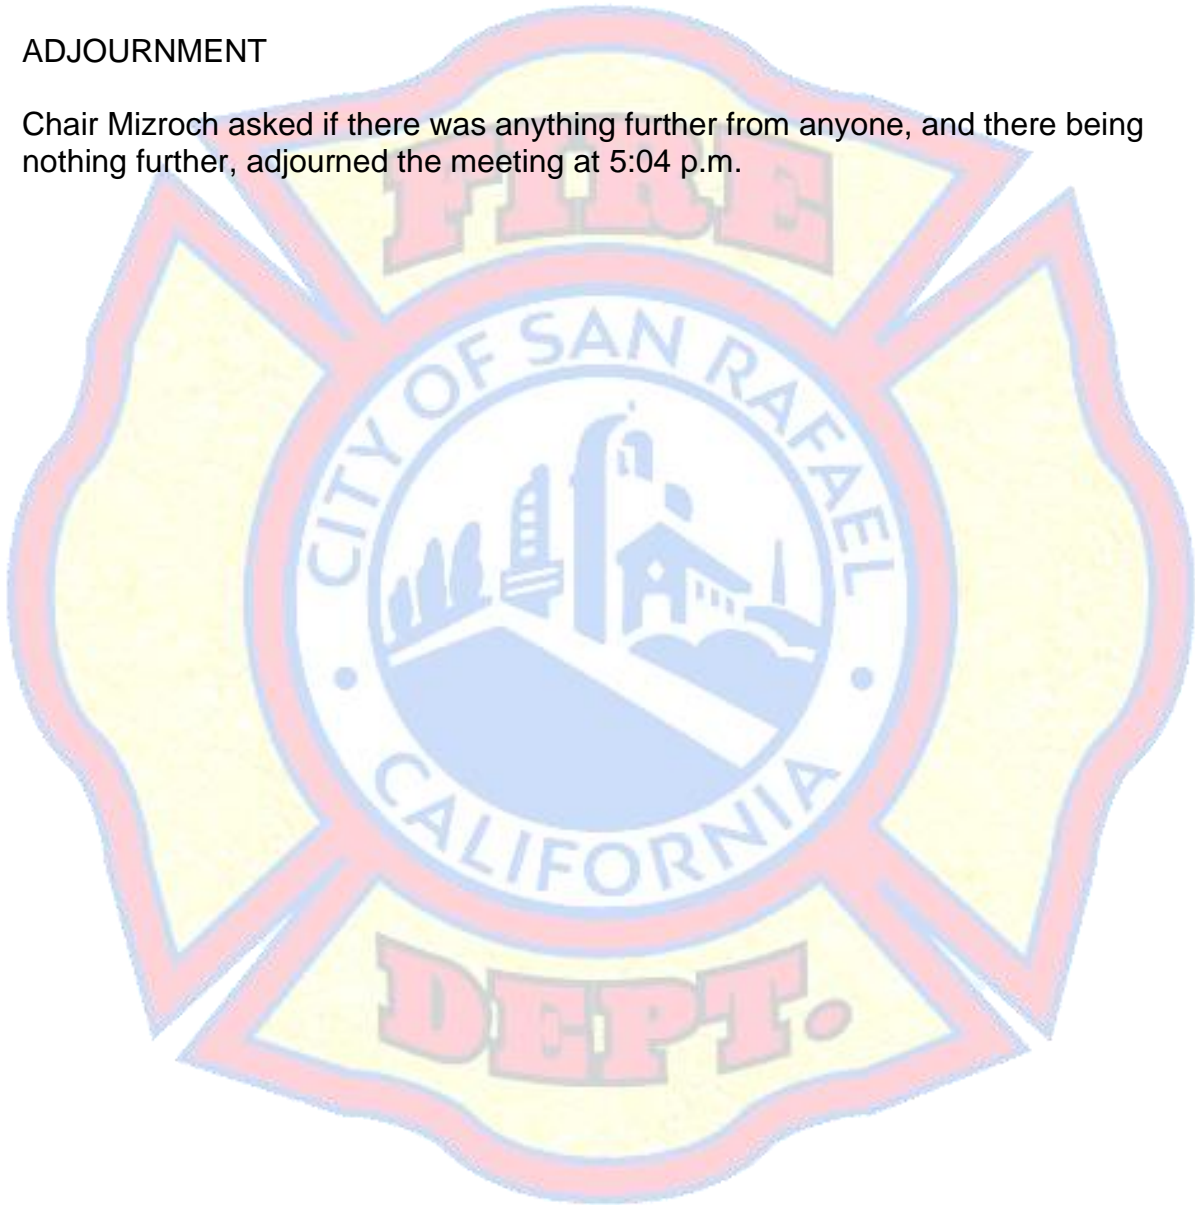 ADJOURNMENT
Chair Mizroch asked if there was anything further from anyone, and there being
nothing further, adjourned the meeting at 5:04 p.m.
FIRE
CITY OF SAN RAFAEL
CALIFORNIA
DEPT.